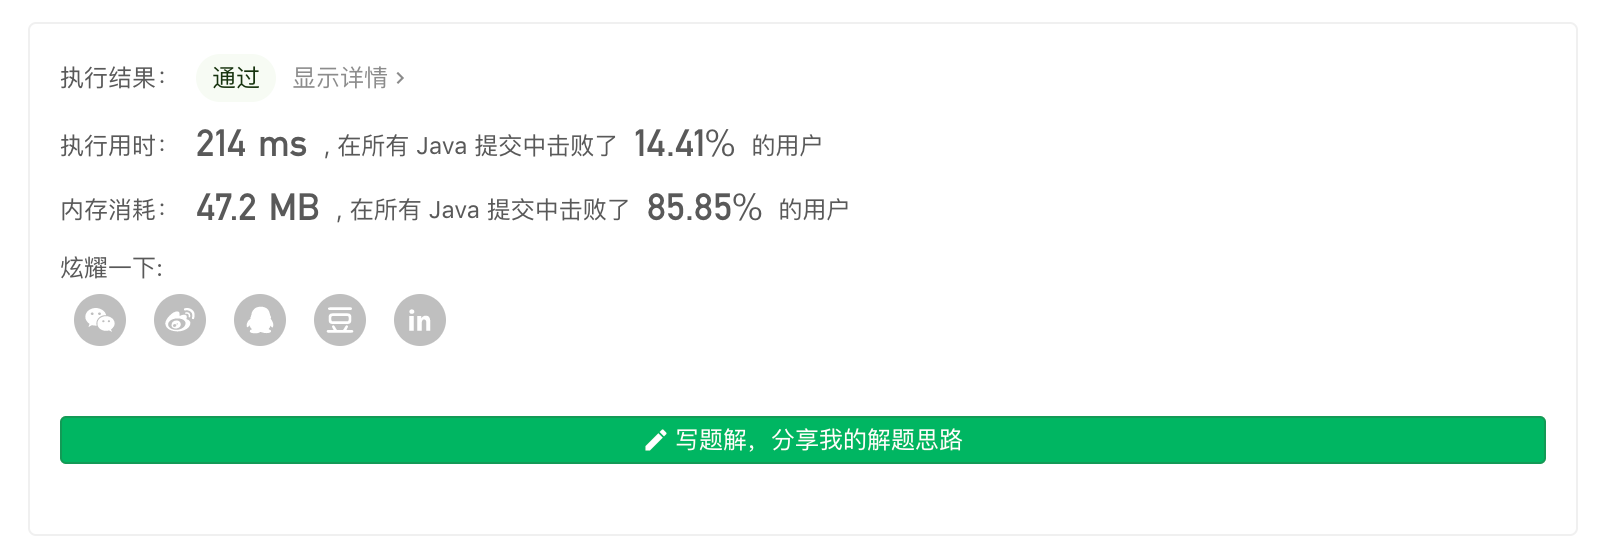 执行结果： 通过 显示详情 >
执行用时： 214 ms , 在所有 Java 提交中击败了 14.41% 的用户
内存消耗： 47.2 MB , 在所有 Java 提交中击败了 85.85% 的用户
炫耀一下:
豆 in
写题解，分享我的解题思路